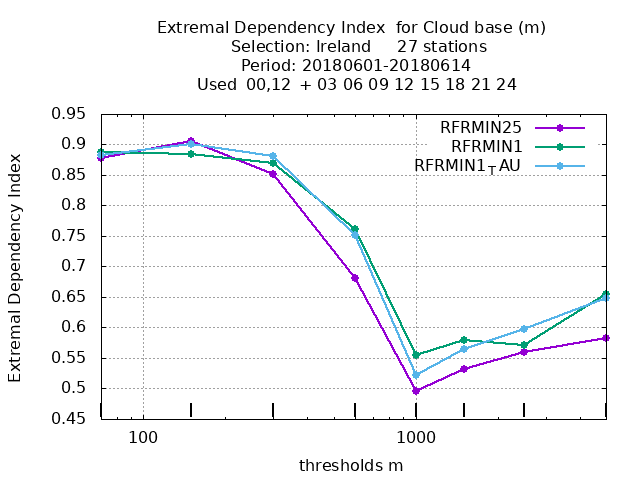 Extremal Dependency Index  for Cloud base (m)
Selection: Ireland     27 stations
Period: 20180601-20180614
Used  00,12  + 03 06 09 12 15 18 21 24
Extremal Dependency Index
0.95
0.9
0.85
0.8
0.75
0.7
0.65
0.6
0.55
0.5
0.45
RFRMIN25
RFRMIN1
RFRMIN1TAU
100
1000
thresholds m